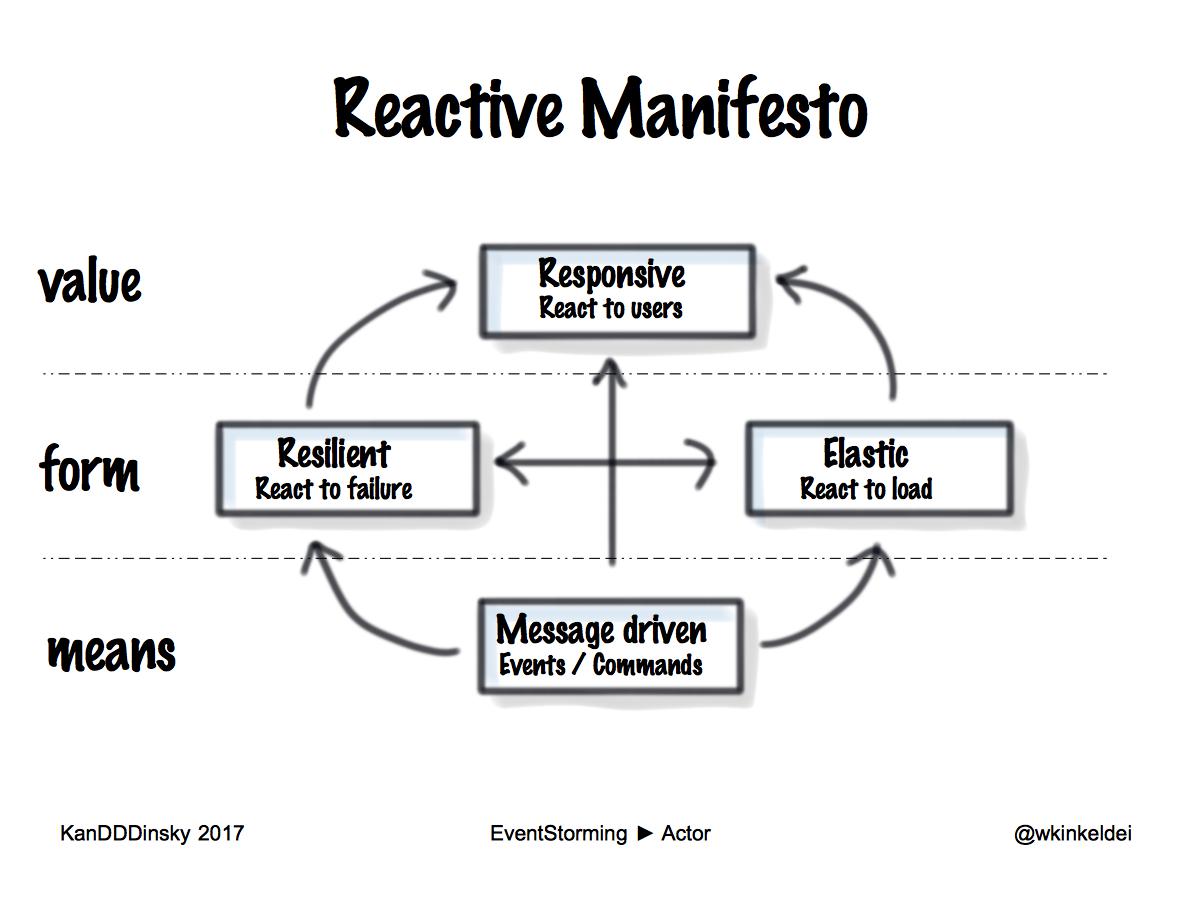 Reactive Manifesto
value
Responsive
React to users
form
Resilient
React to failure
Elastic
React to load
means
Message driven
Events / Commands
KanDDDinsky 2017
EventStorming ► Actor
@wkinkeldei